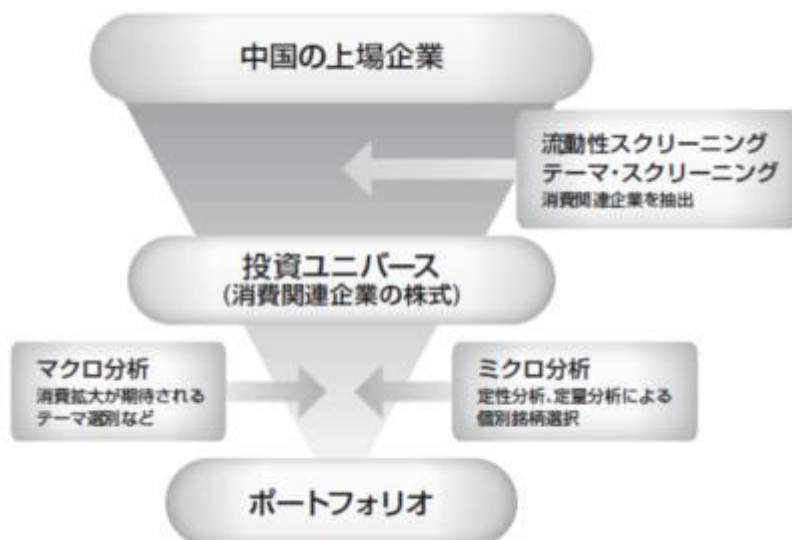 中国の上場企業
流動性スクリーニング
テーマ・スクリーニング
消費関連企業を抽出
投資ユニバース
(消費関連企業の株式)
マクロ分析
消費拡大が期待される
テーマ選別など
ミクロ分析
定性分析、定量分析による
個別銘柄選択
ポートフォリオ